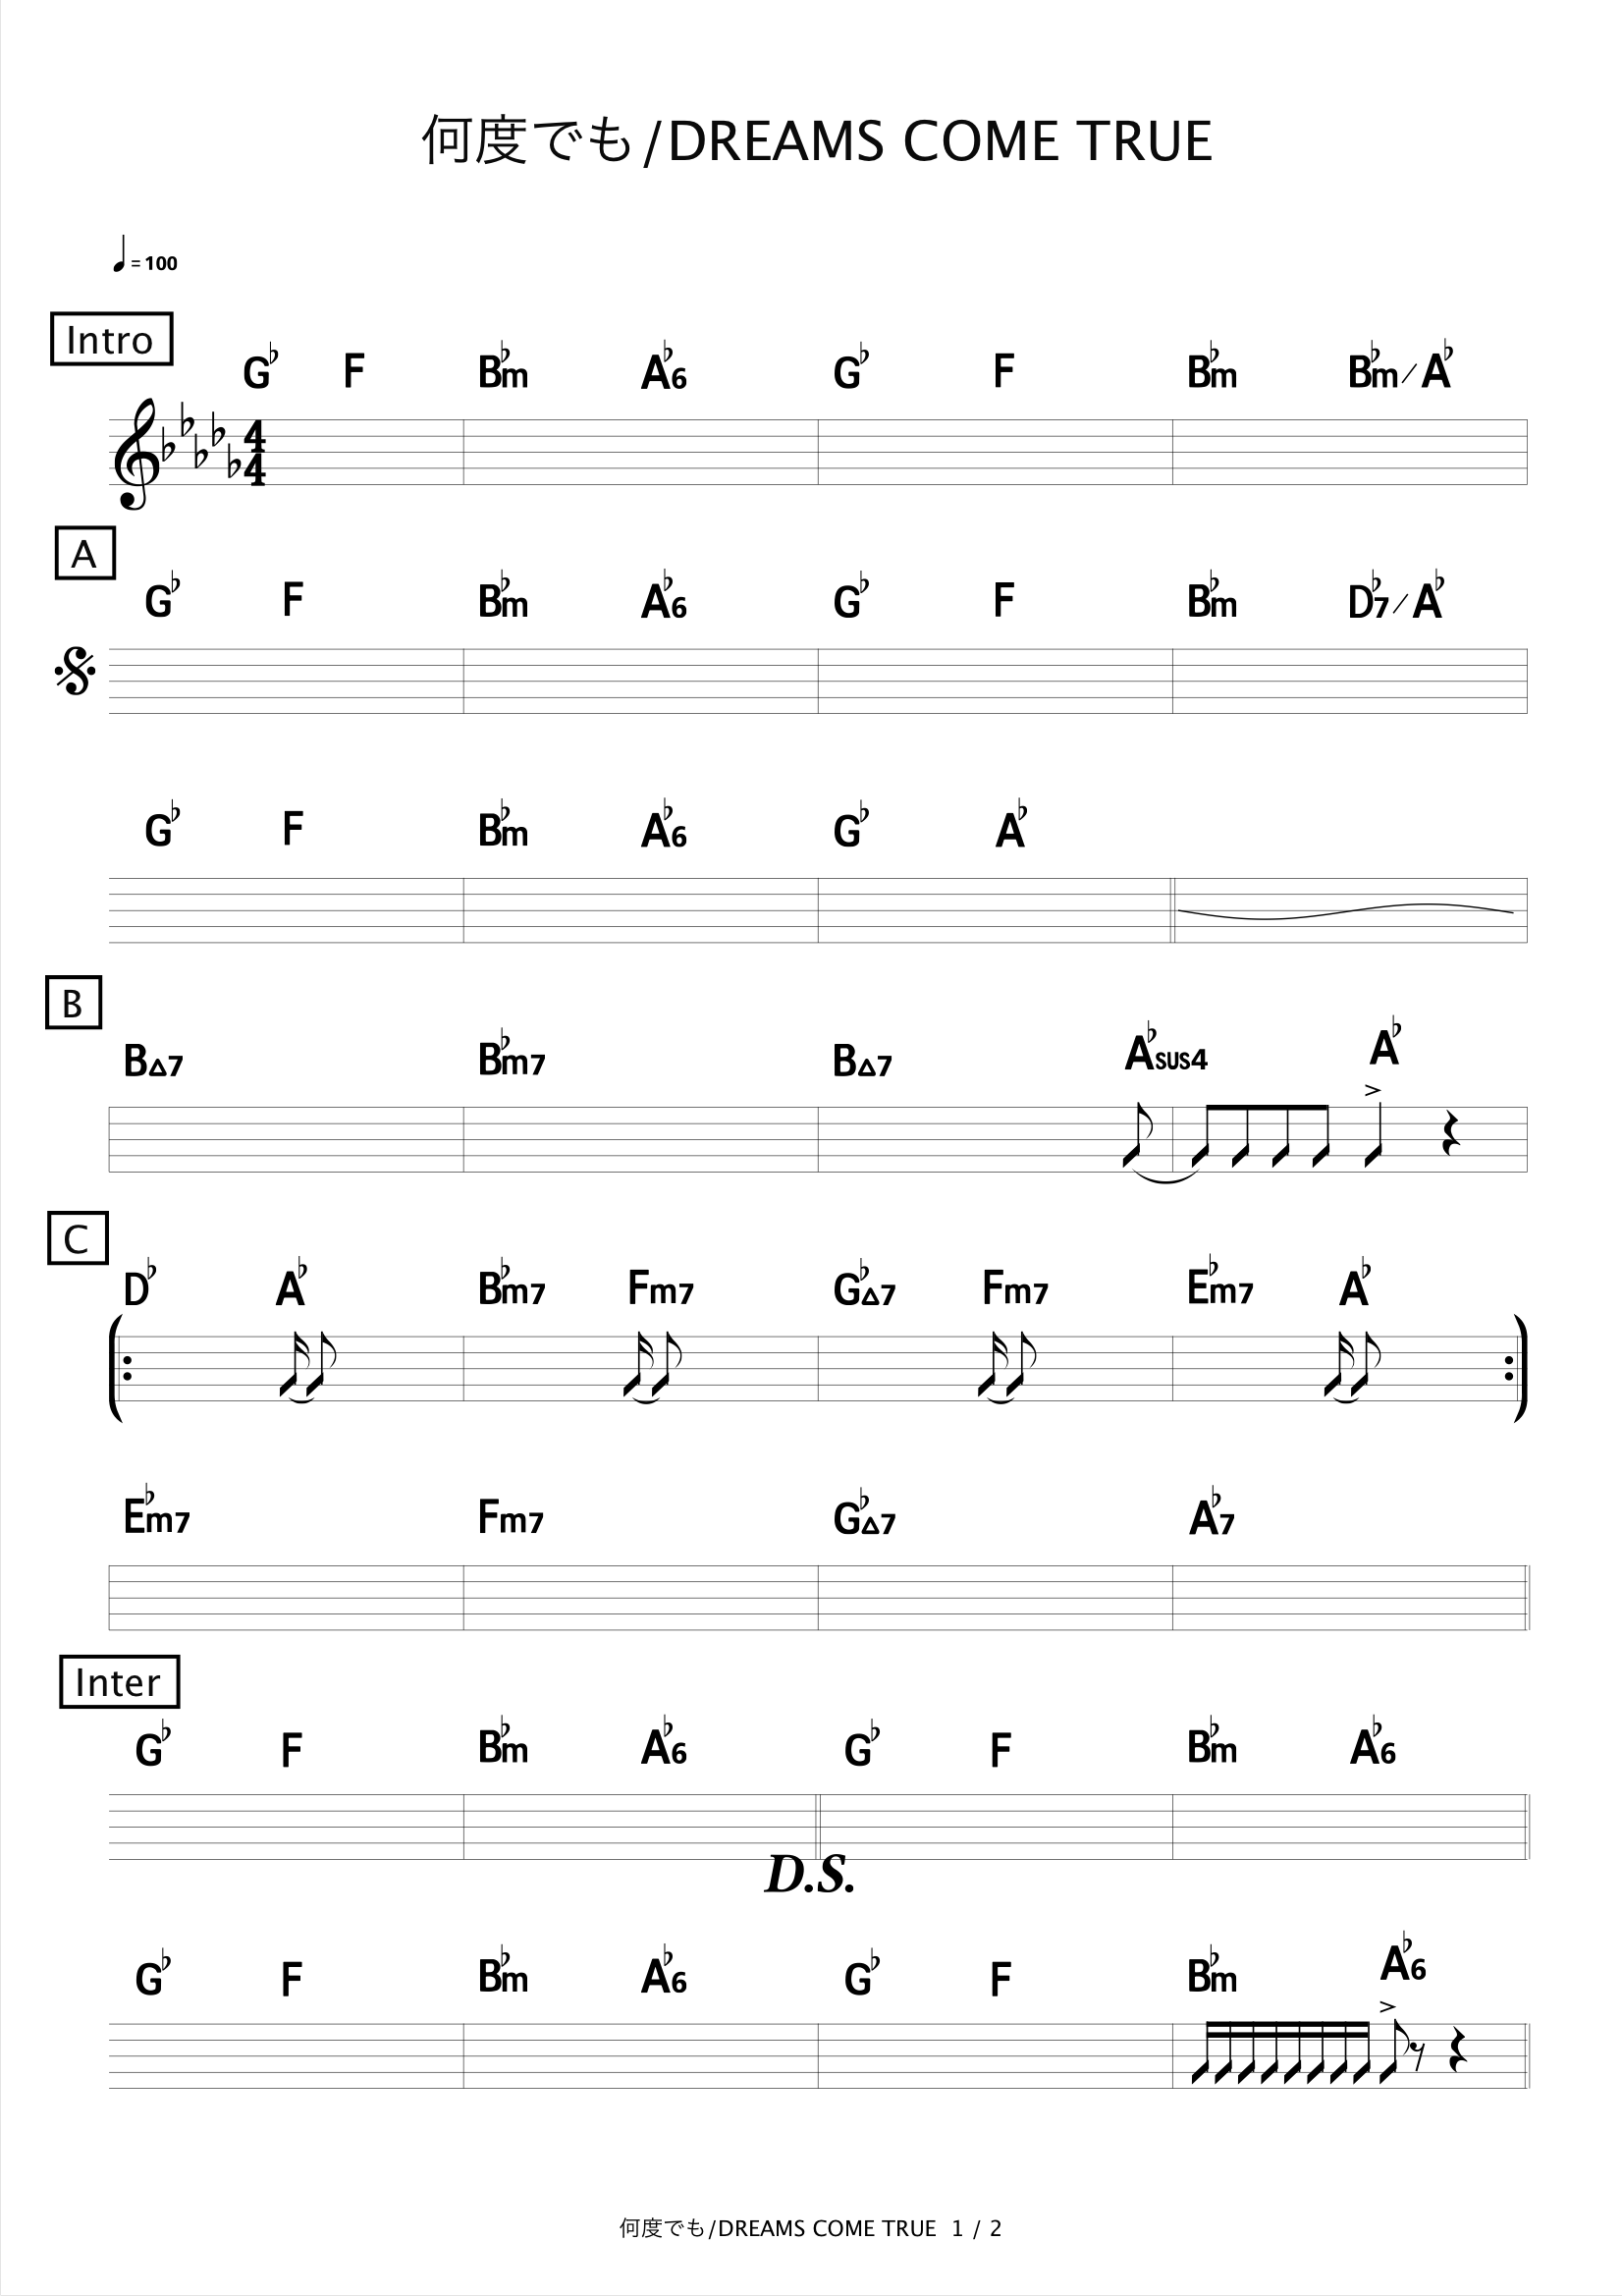 何度でも/DREAMS COME TRUE
=100
Intro
G♭ F B♭m A♭6 G♭ F B♭m B♭m/A♭
4/4
A
G♭ F B♭m A♭6 G♭ F B♭m D♭7/A♭
G♭ F B♭m A♭6 G♭ A♭
B
B△7 B♭m7 B△7 A♭sus4 A♭
C
D♭ A♭ B♭m7 Fm7 G♭△7 Fm7 E♭m7 A♭
E♭m7 Fm7 G♭△7 A♭7
Inter
G♭ F B♭m A♭6 G♭ F B♭m A♭6
D.S.
G♭ F B♭m A♭6 G♭ F B♭m A♭6
何度でも/DREAMS COME TRUE 1 / 2